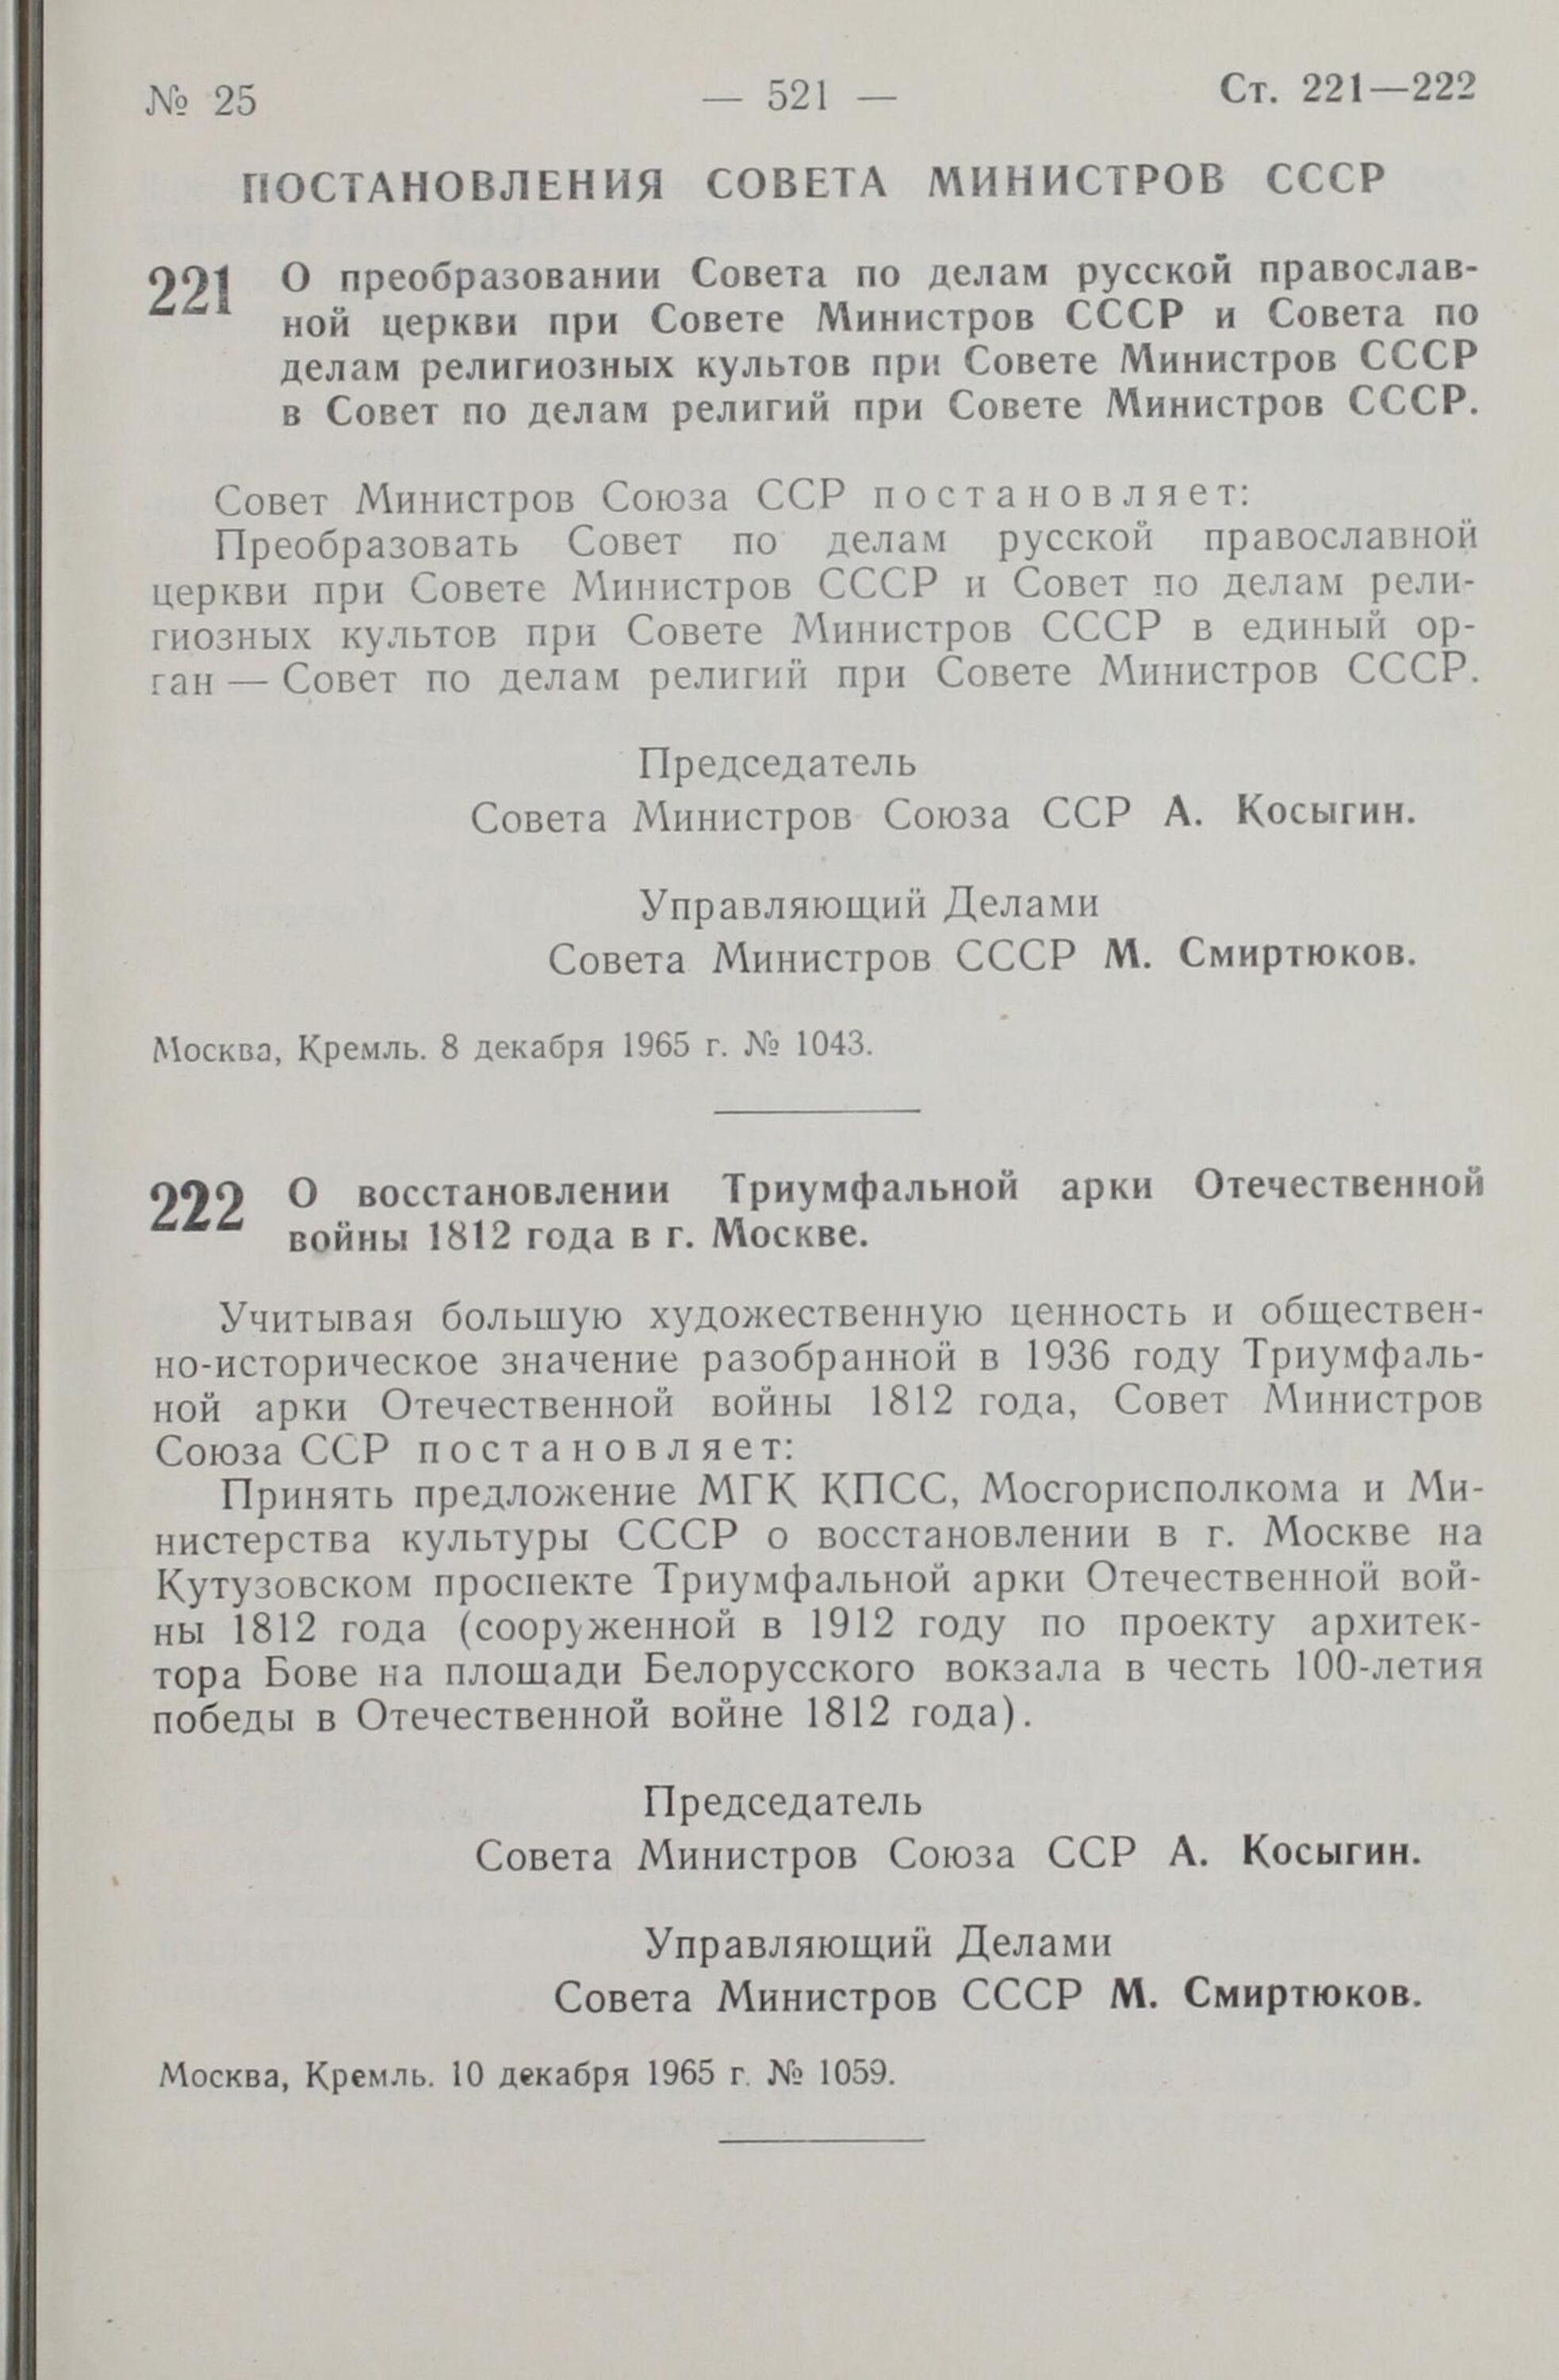 № 25 — 521 — Ст. 221—222
ПОСТАНОВЛЕНИЯ СОВЕТА МИНИСТРОВ СССР
221 О преобразовании Совета по делам русской православ-
ной церкви при Совете Министров СССР и Совета по
делам религиозных культов при Совете Министров СССР
в Совет по делам религий при Совете Министров СССР.
Совет Министров Союза ССР постановляет:
Преобразовать Совет по делам русской православной
церкви при Совете Министров СССР и Совет по делам рели-
гиозных культов при Совете Министров СССР в единый ор-
ган — Совет по делам религий при Совете Министров СССР.
Председатель
Совета Министров Союза ССР А. Косыгин.
Управляющий Делами
Совета Министров СССР М. Смиртюков.
Москва, Кремль. 8 декабря 1965 г. № 1043.
222 О восстановлении Триумфальной арки Отечественной
войны 1812 года в г. Москве.
Учитывая большую художественную ценность и обществен-
но-историческое значение разобранной в 1936 году Триумфаль-
ной арки Отечественной войны 1812 года, Совет Министров
Союза ССР постановляет:
Принять предложение МГК КПСС, Мосгорисполкома и Ми-
нистерства культуры СССР о восстановлении в г. Москве на
Кутузовском проспекте Триумфальной арки Отечественной вой-
ны 1812 года (сооруженной в 1912 году по проекту архитек-
тора Бове на площади Белорусского вокзала в честь 100-летия
победы в Отечественной войне 1812 года).
Председатель
Совета Министров Союза ССР А. Косыгин.
Управляющий Делами
Совета Министров СССР М. Смиртюков.
Москва, Кремль. 10 декабря 1965 г. № 1059.